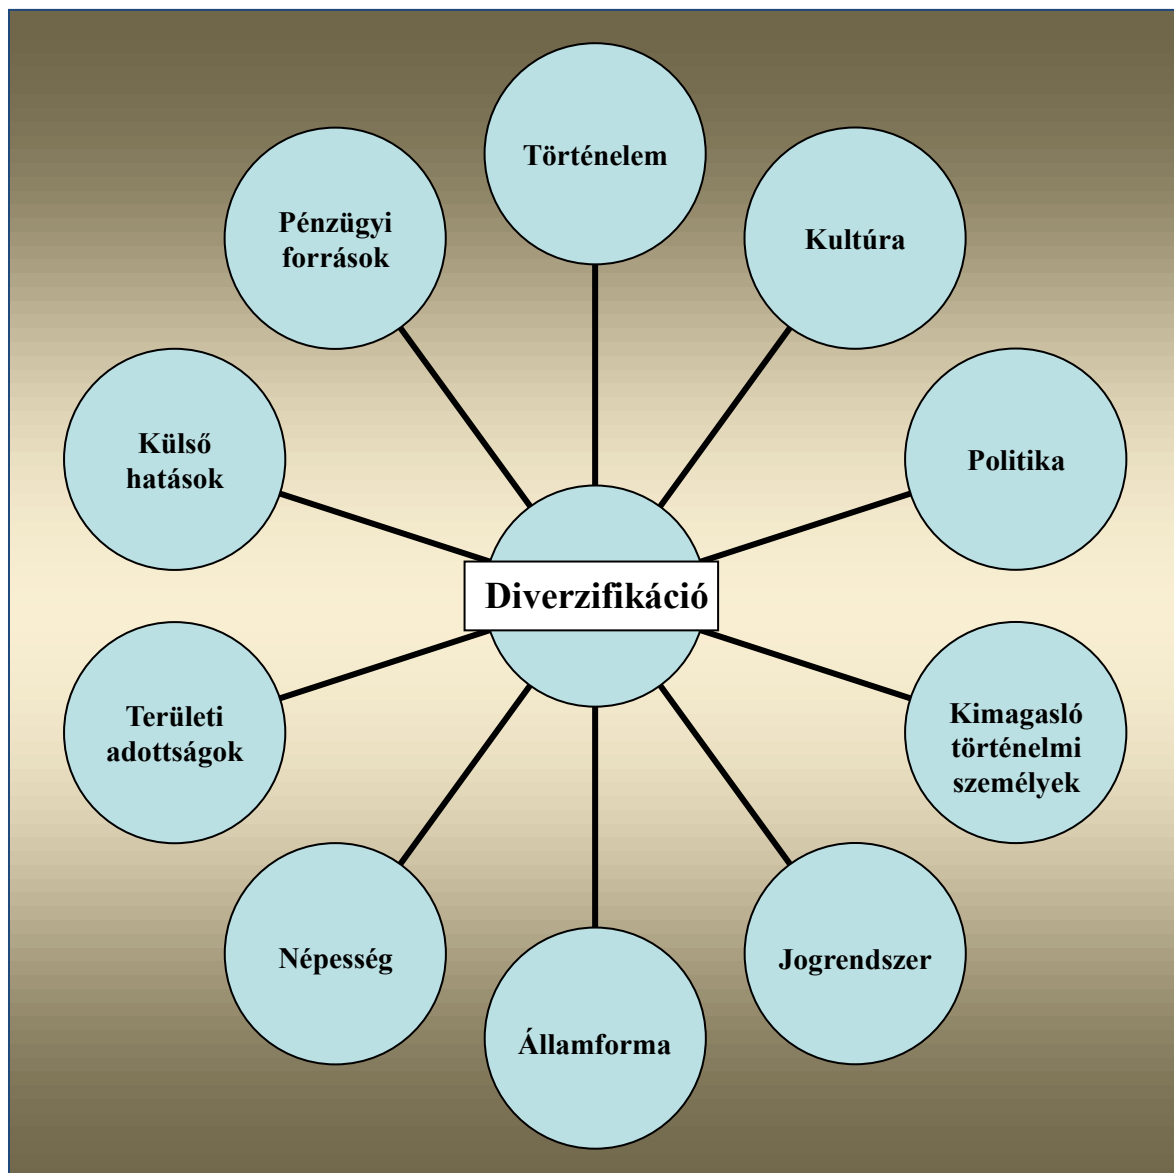 Történelem
Kultúra
Politika
Kimagasló
történelmi
személyek
Jogrendszer
Államforma
Népesség
Területi
adottságok
Külső
hatások
Pénzügyi
források
Diverzifikáció